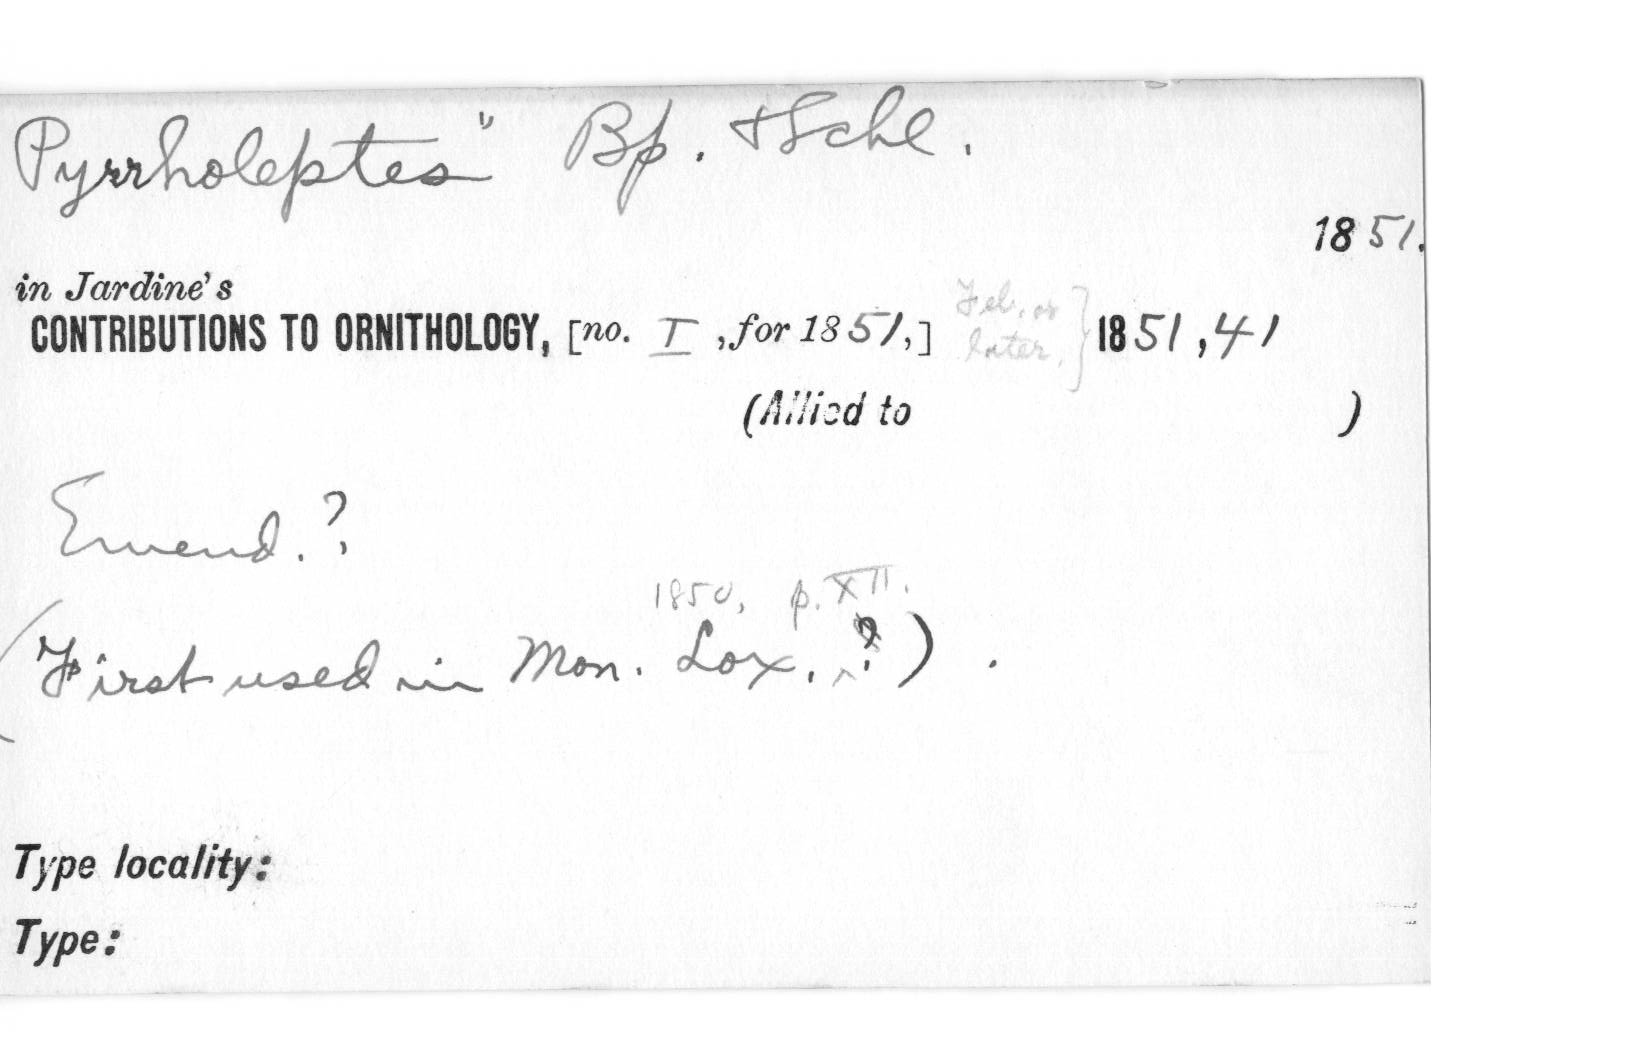 Pyrrholeptes" Bp. & Schl.
1851.
in Jardine's
CONTRIBUTIONS TO ORNITHOLOGY, [no. I ,for 1851,] Feb. or later } 1851, 41
(Allied to )
Emend.?
1850, p. XII.
(First used in Mon. Lox. ^ ?) .
Type locality:
Type: